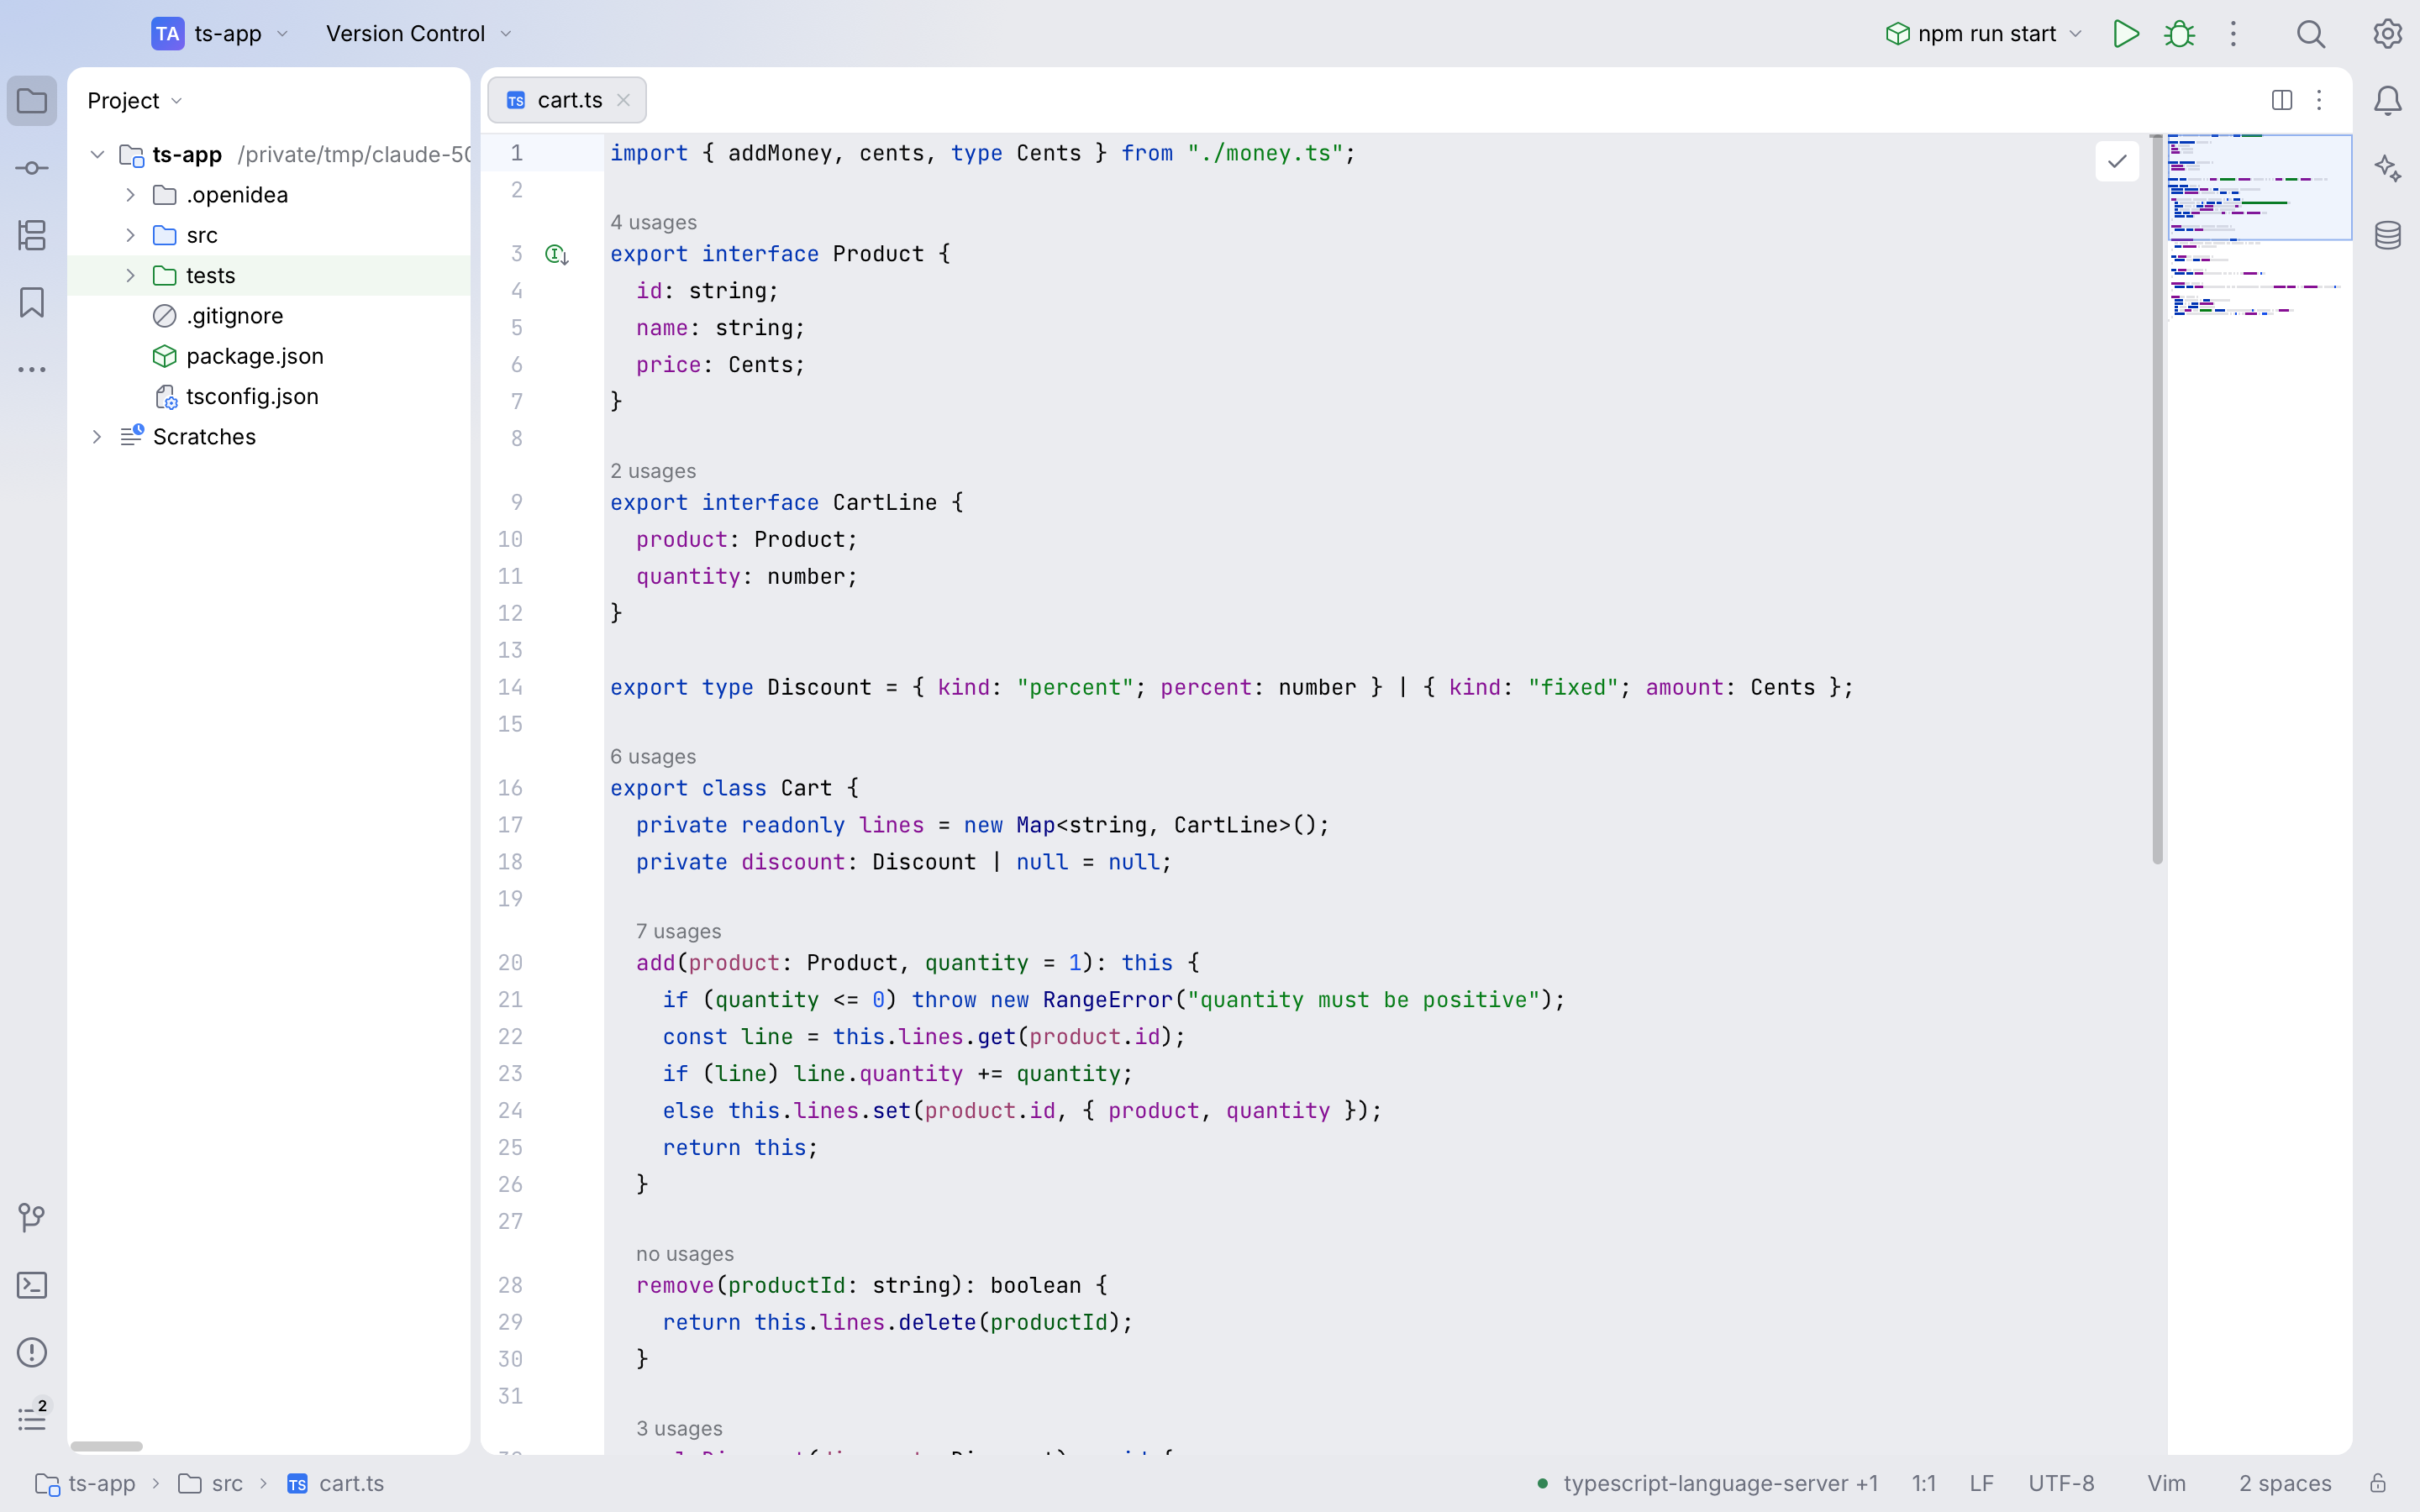 TA ts-app Version Control npm run start
Project
cart.ts
ts-app /private/tmp/claude-50
.openidea
src
tests
.gitignore
package.json
tsconfig.json
Scratches
1 import { addMoney, cents, type Cents } from "./money.ts";
2
4 usages
3 export interface Product {
4 id: string;
5 name: string;
6 price: Cents;
7 }
8
2 usages
9 export interface CartLine {
10 product: Product;
11 quantity: number;
12 }
13
14 export type Discount = { kind: "percent"; percent: number } | { kind: "fixed"; amount: Cents };
15
6 usages
16 export class Cart {
17 private readonly lines = new Map<string, CartLine>();
18 private discount: Discount | null = null;
19
7 usages
20 add(product: Product, quantity = 1): this {
21 if (quantity <= 0) throw new RangeError("quantity must be positive");
22 const line = this.lines.get(product.id);
23 if (line) line.quantity += quantity;
24 else this.lines.set(product.id, { product, quantity });
25 return this;
26 }
27
no usages
28 remove(productId: string): boolean {
29 return this.lines.delete(productId);
30 }
31
3 usages
2
ts-app src TS cart.ts
typescript-language-server +1 1:1 LF UTF-8 Vim 2 spaces